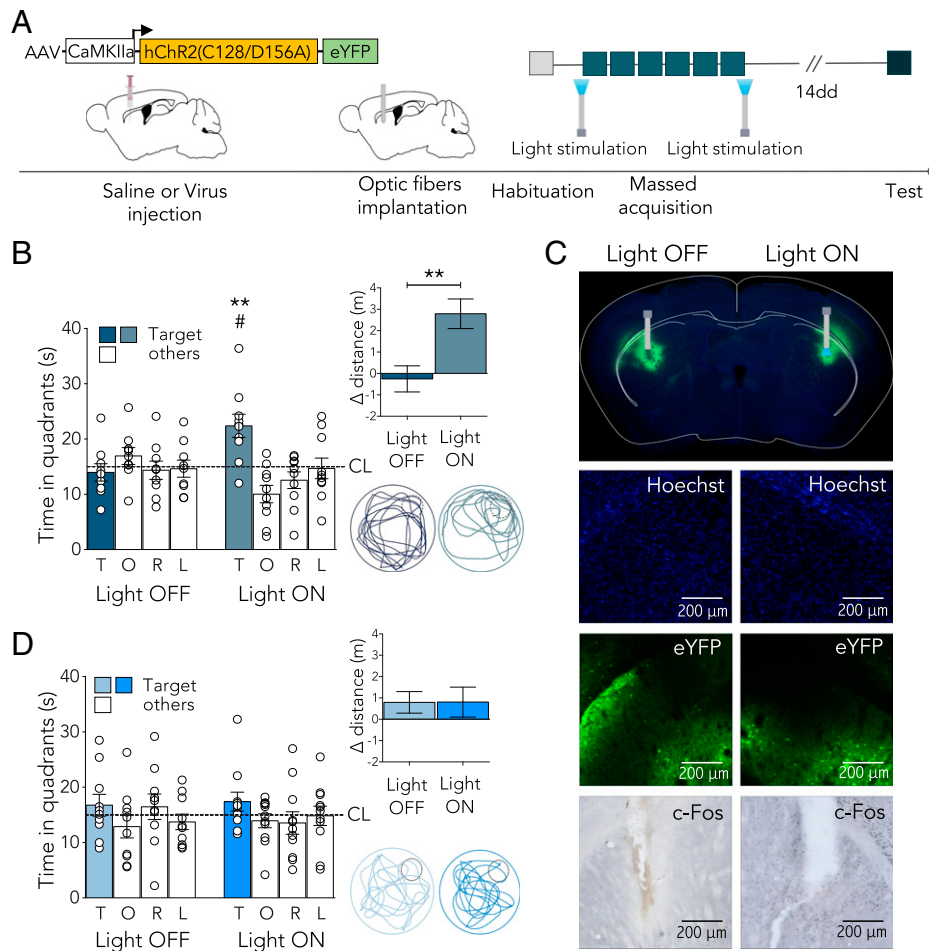 A
AAV CaMKIIa hChR2(C128/D156A) eYFP
14dd
Light stimulation Light stimulation
Saline or Virus
injection
Optic fibers
implantation
Habituation
Massed
acquisition
Test
B
Time in quadrants (s)
40
30
20
10
0
Target
others
**
#
CL
T O R L T O R L
Light OFF Light ON
**
Δ distance (m)
4
3
2
1
0
-1
-2
Light
OFF
Light
ON
C
Light OFF Light ON
Hoechst Hoechst
200 µm 200 µm
eYFP eYFP
200 µm 200 µm
c-Fos c-Fos
200 µm 200 µm
D
Time in quadrants (s)
40
30
20
10
0
Target
others
CL
T O R L T O R L
Light OFF Light ON
Δ distance (m)
4
3
2
1
0
-1
-2
Light
OFF
Light
ON